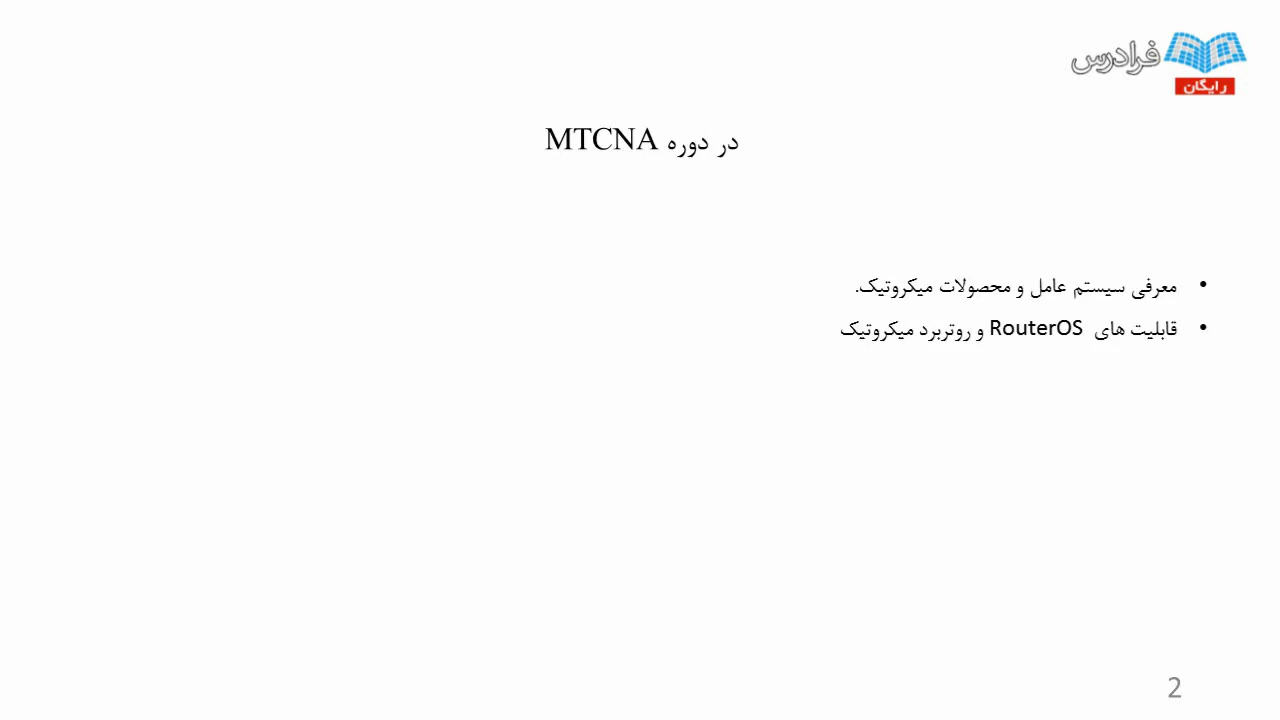 فرادرس
رایگان
در دوره MTCNA
• معرفی سیستم عامل و محصولات میکروتیک.
• قابلیت های RouterOS و روتربرد میکروتیک
2